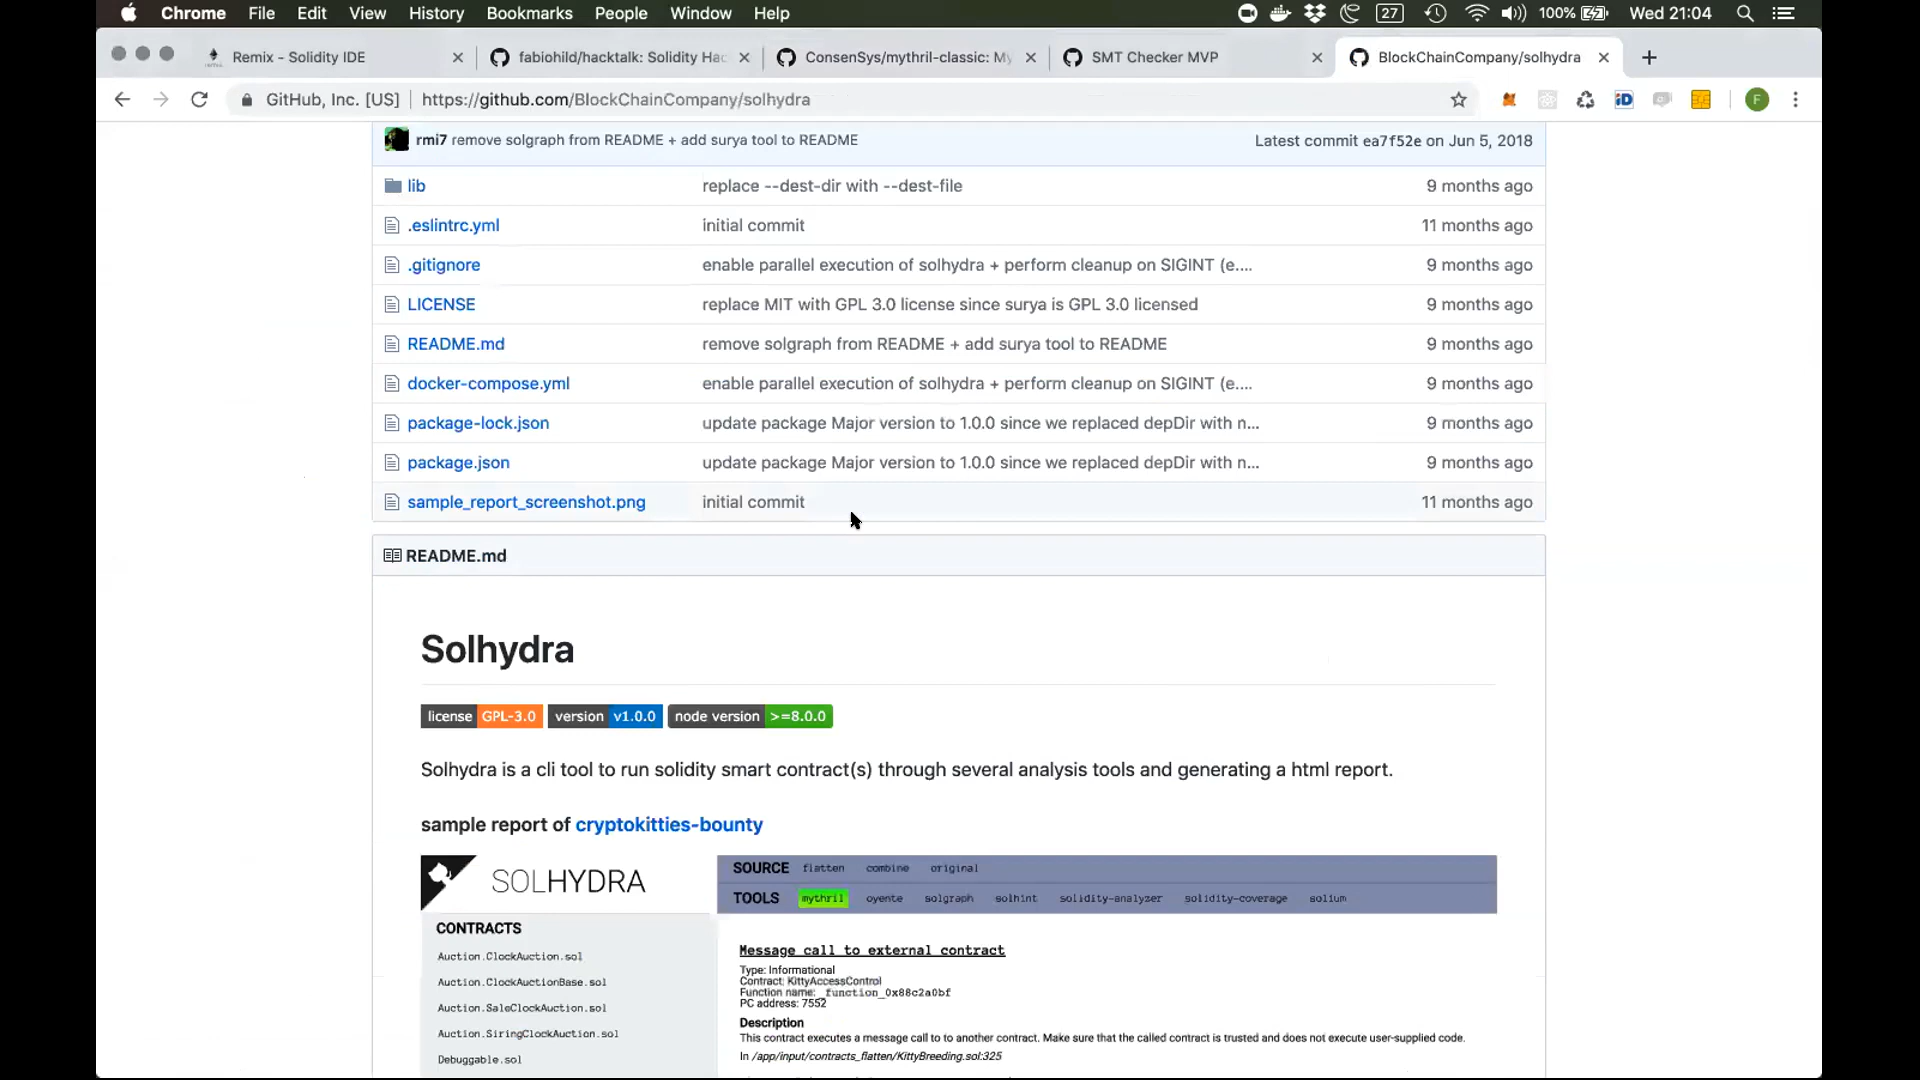 Chrome File Edit View History Bookmarks People Window Help 27 100% Wed 21:04
Remix - Solidity IDE
fabiohild/hacktalk: Solidity Hac
ConsenSys/mythril-classic: My
SMT Checker MVP
BlockChainCompany/solhydra
GitHub, Inc. [US] https://github.com/BlockChainCompany/solhydra iD F
rmi7 remove solgraph from README + add surya tool to README Latest commit ea7f52e on Jun 5, 2018
lib replace --dest-dir with --dest-file 9 months ago
.eslintrc.yml initial commit 11 months ago
.gitignore enable parallel execution of solhydra + perform cleanup on SIGINT (e.... 9 months ago
LICENSE replace MIT with GPL 3.0 license since surya is GPL 3.0 licensed 9 months ago
README.md remove solgraph from README + add surya tool to README 9 months ago
docker-compose.yml enable parallel execution of solhydra + perform cleanup on SIGINT (e.... 9 months ago
package-lock.json update package Major version to 1.0.0 since we replaced depDir with n... 9 months ago
package.json update package Major version to 1.0.0 since we replaced depDir with n... 9 months ago
sample_report_screenshot.png initial commit 11 months ago
README.md
Solhydra
license GPL-3.0 version v1.0.0 node version >=8.0.0
Solhydra is a cli tool to run solidity smart contract(s) through several analysis tools and generating a html report.
sample report of cryptokitties-bounty
SOLHYDRA
SOURCE flatten combine original
TOOLS mythril oyente solgraph solhint solidity-analyzer solidity-coverage solium
CONTRACTS
Auction.ClockAuction.sol
Auction.ClockAuctionBase.sol
Auction.SaleClockAuction.sol
Auction.SiringClockAuction.sol
Debuggable.sol
Message call to external contract
Type: Informational
Contract: KittyAccessControl
Function name: _function_0x88c2a0bf
PC address: 7552
Description
This contract executes a message call to to another contract. Make sure that the called contract is trusted and does not execute user-supplied code.
In /app/input/contracts_flatten/KittyBreeding.sol:325